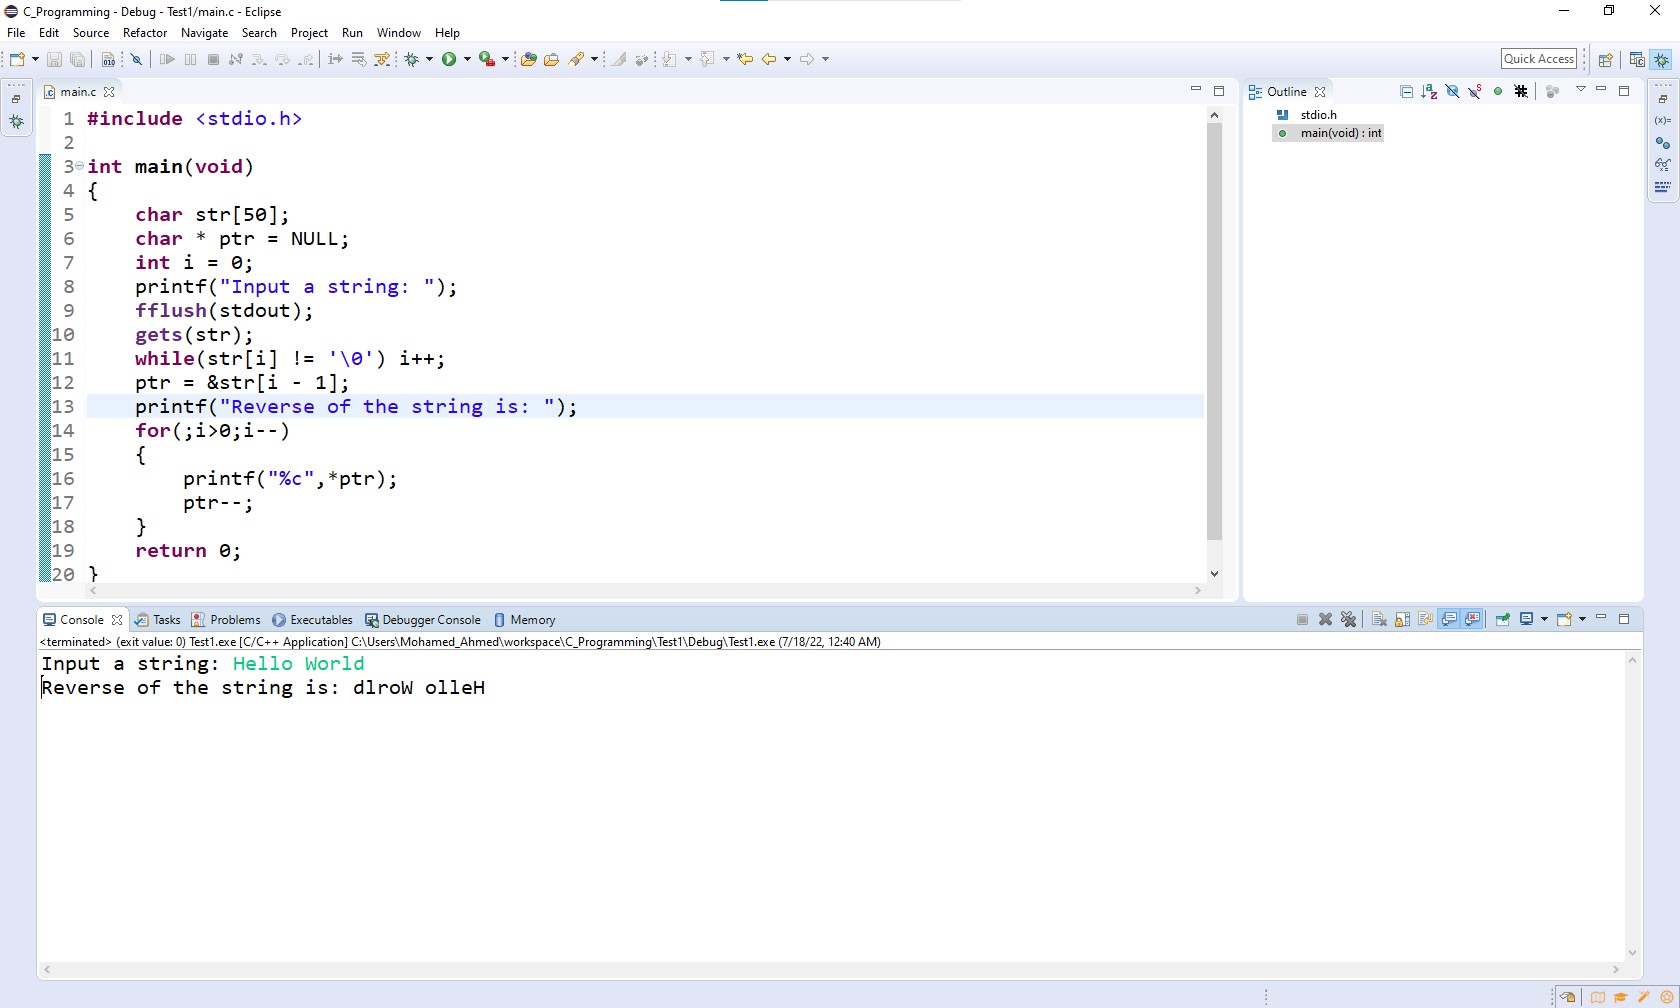 C_Programming - Debug - Test1/main.c - Eclipse
File Edit Source Refactor Navigate Search Project Run Window Help
Quick Access
main.c
1 #include <stdio.h>
2
3 int main(void)
4 {
5     char str[50];
6     char * ptr = NULL;
7     int i = 0;
8     printf("Input a string: ");
9     fflush(stdout);
10     gets(str);
11     while(str[i] != '\0') i++;
12     ptr = &str[i - 1];
13     printf("Reverse of the string is: ");
14     for(;i>0;i--)
15     {
16         printf("%c",*ptr);
17         ptr--;
18     }
19     return 0;
20 }
Outline
stdio.h
main(void) : int
Console Tasks Problems Executables Debugger Console Memory
<terminated> (exit value: 0) Test1.exe [C/C++ Application] C:\Users\Mohamed_Ahmed\workspace\C_Programming\Test1\Debug\Test1.exe (7/18/22, 12:40 AM)
Input a string: Hello World
Reverse of the string is: dlroW olleH